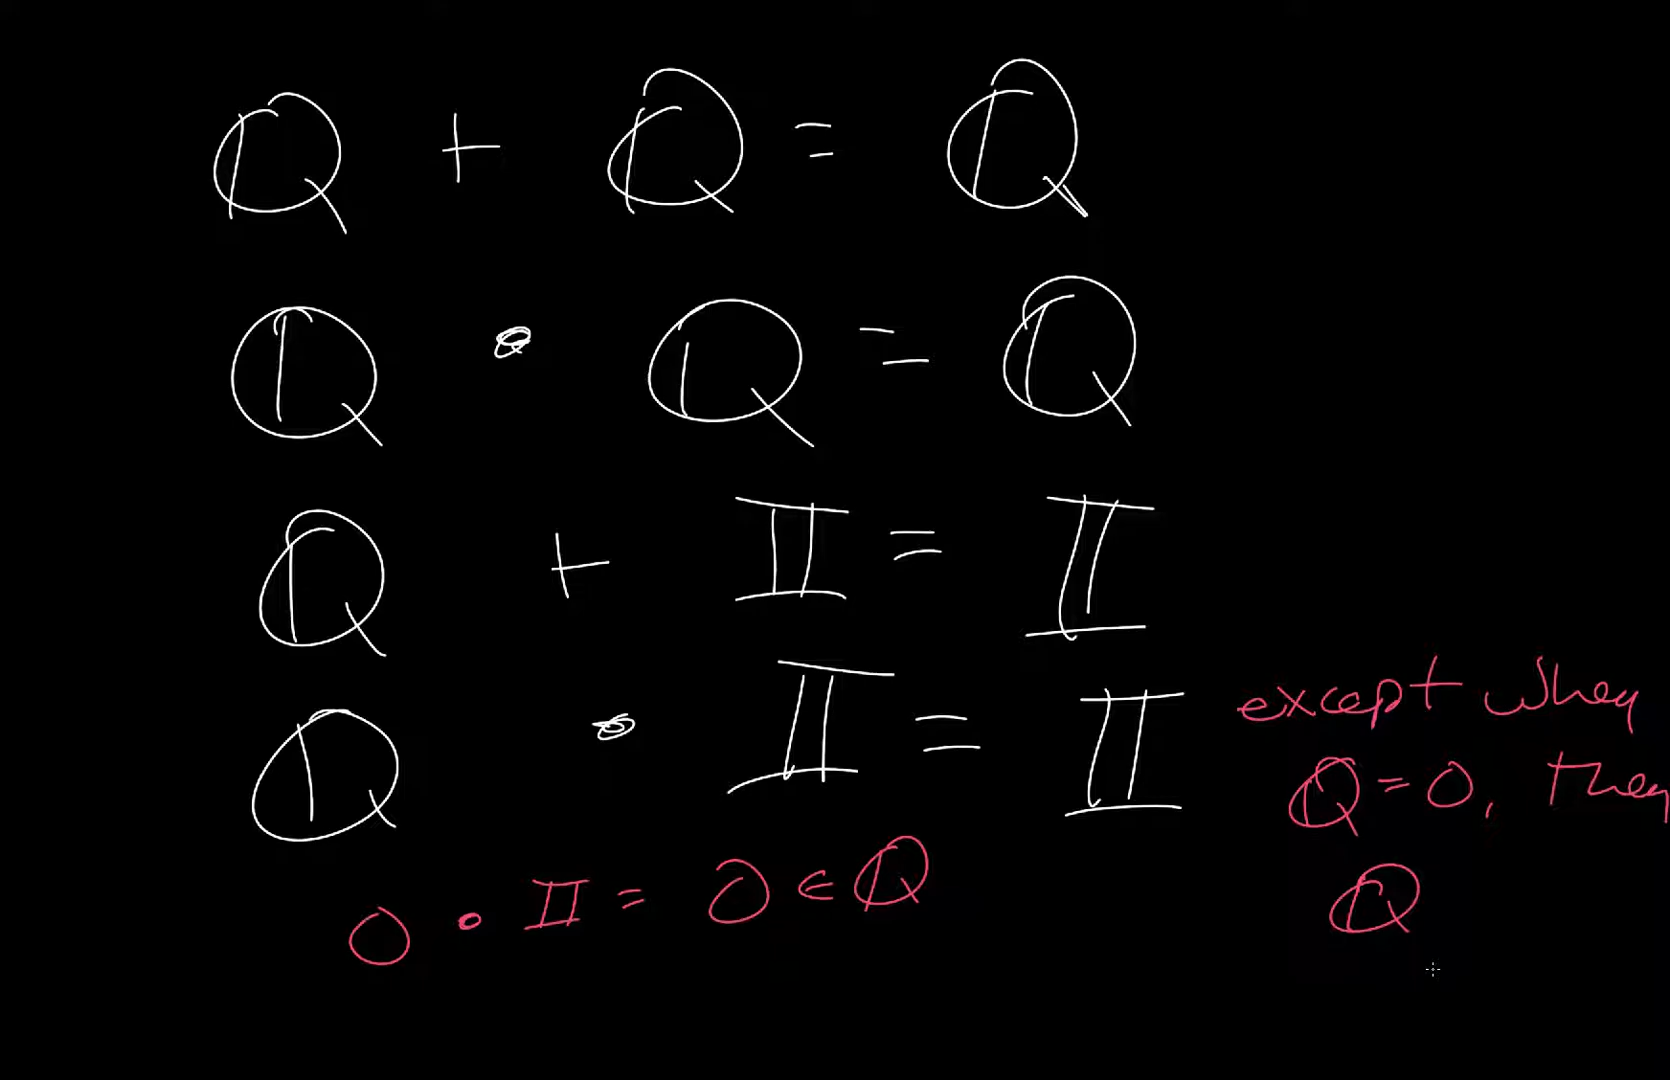 ℚ + ℚ = ℚ
ℚ • ℚ = ℚ
ℚ + 𝕀 = 𝕀
ℚ • 𝕀 = 𝕀 except when
ℚ = 0, then
ℚ
0 • 𝕀 = 0 ∈ ℚ